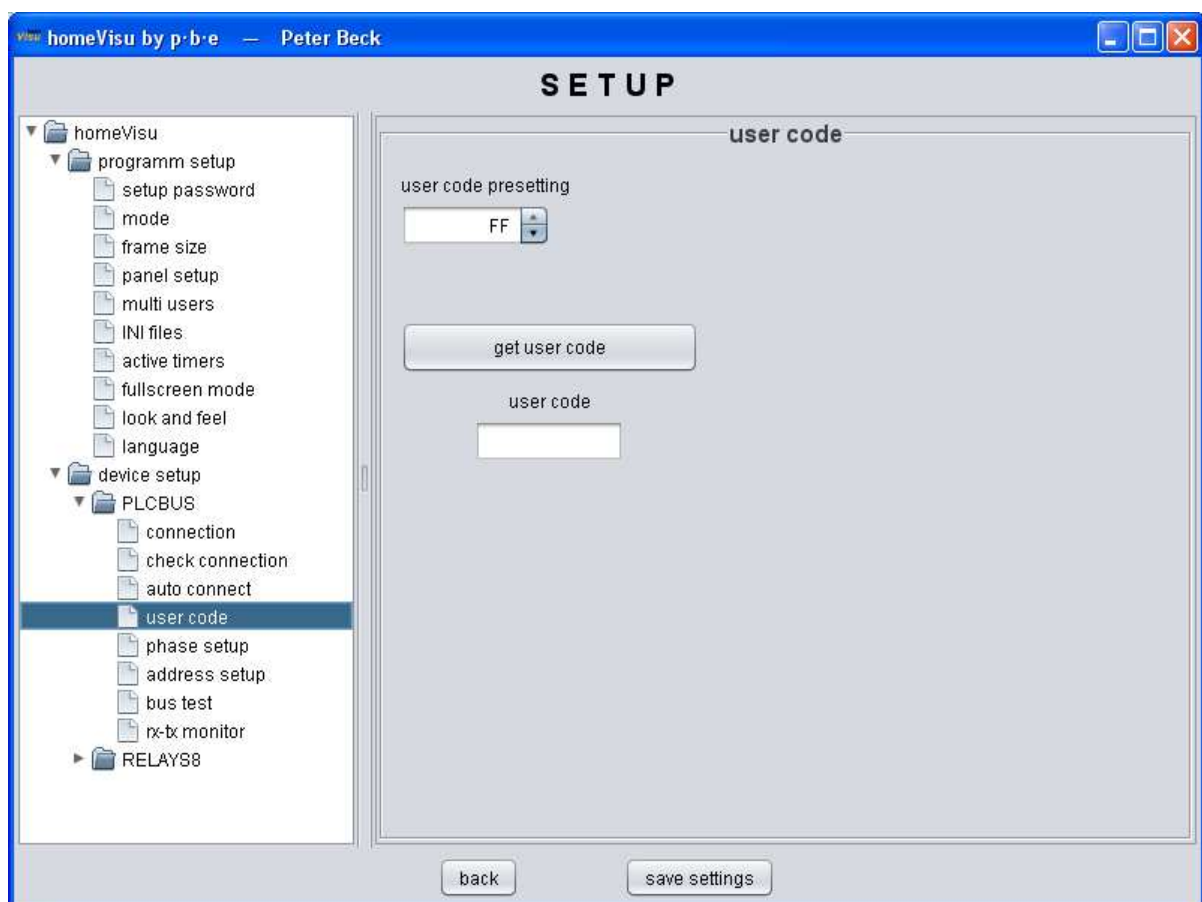 visu homeVisu by p·b·e — Peter Beck
SETUP
homeVisu
programm setup
setup password
mode
frame size
panel setup
multi users
INI files
active timers
fullscreen mode
look and feel
language
device setup
PLCBUS
connection
check connection
auto connect
user code
phase setup
address setup
bus test
rx-tx monitor
RELAYS8
user code
user code presetting
FF
get user code
user code
back
save settings